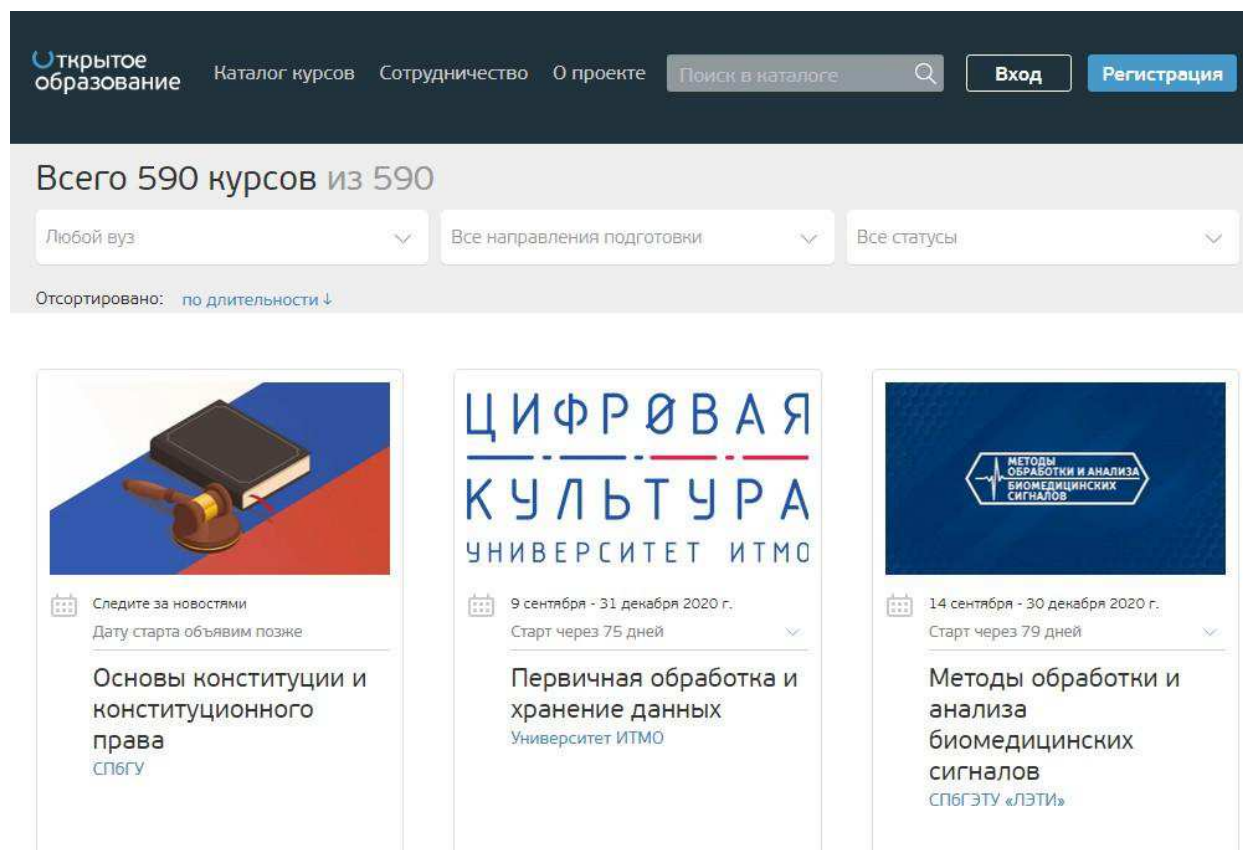 Открытое
образование
Каталог курсов Сотрудничество О проекте Поиск в каталоге Вход Регистрация
Всего 590 курсов из 590
Любой вуз Все направления подготовки Все статусы
Отсортировано: по длительности ↓
ЦИФРОВАЯ
КУЛЬТУРА
УНИВЕРСИТЕТ ИТМО
МЕТОДЫ
ОБРАБОТКИ И АНАЛИЗА
БИОМЕДИЦИНСКИХ
СИГНАЛОВ
Следите за новостями
Дату старта объявим позже
Основы конституции и
конституционного
права
СПбГУ
9 сентября - 31 декабря 2020 г.
Старт через 75 дней
Первичная обработка и
хранение данных
Университет ИТМО
14 сентября - 30 декабря 2020 г.
Старт через 79 дней
Методы обработки и
анализа
биомедицинских
сигналов
СПбГЭТУ «ЛЭТИ»